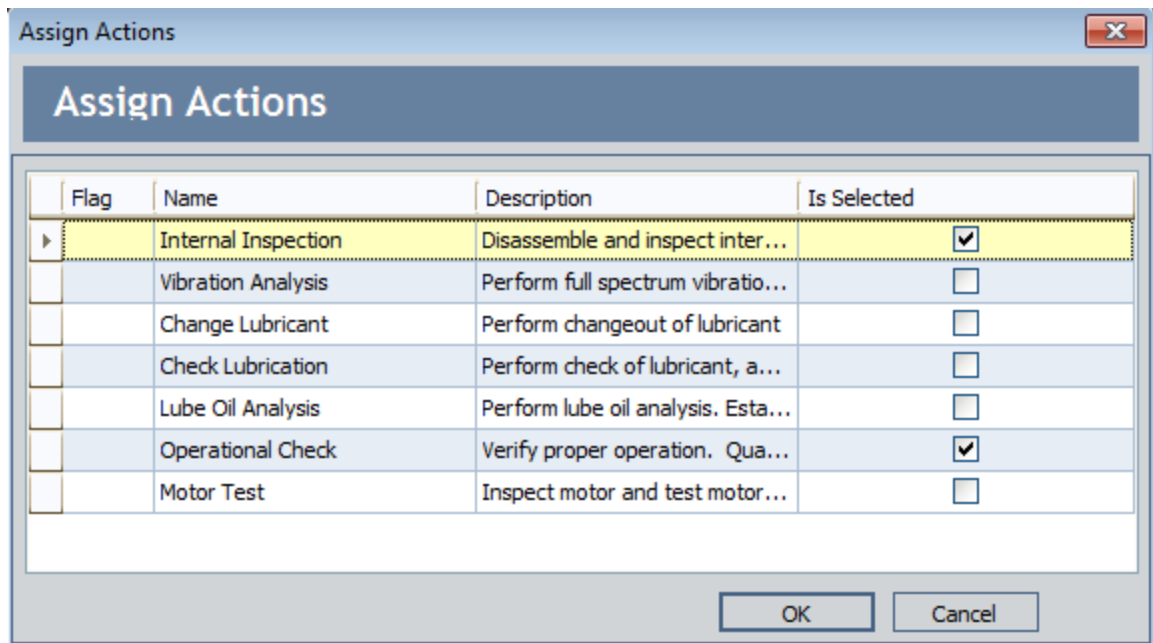 Assign Actions
Assign Actions
Flag Name Description Is Selected
Internal Inspection Disassemble and inspect inter...
Vibration Analysis Perform full spectrum vibratio...
Change Lubricant Perform changeout of lubricant
Check Lubrication Perform check of lubricant, a...
Lube Oil Analysis Perform lube oil analysis. Esta...
Operational Check Verify proper operation.  Qua...
Motor Test Inspect motor and test motor...
OK Cancel